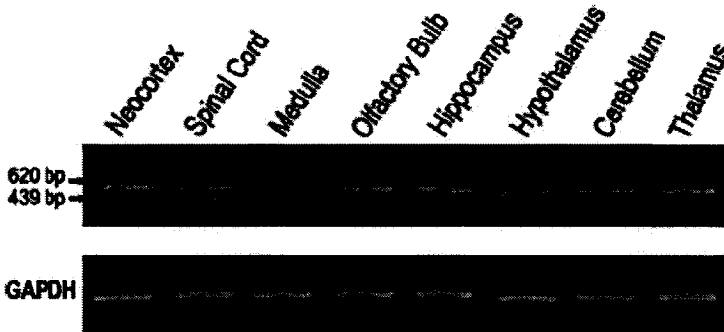 Neocortex
Spinal Cord
Medulla
Olfactory Bulb
Hippocampus
Hypothalamus
Cerebellum
Thalamus
620 bp
439 bp
GAPDH